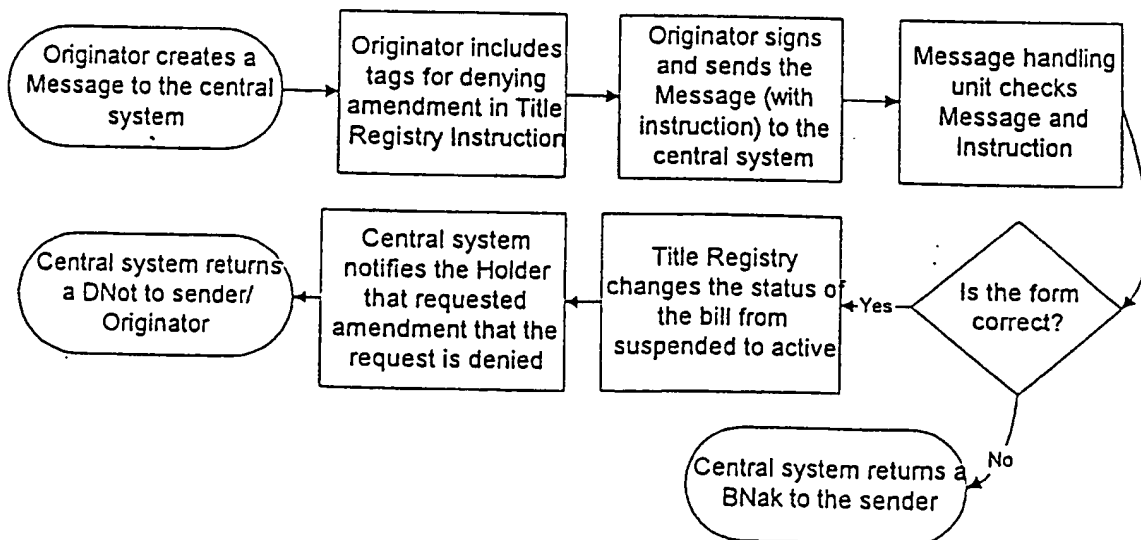 Originator creates a
Message to the central
system
Originator includes
tags for denying
amendment in Title
Registry Instruction
Originator signs
and sends the
Message (with
instruction) to the
central system
Message handling
unit checks
Message and
Instruction
Is the form
correct?
Yes
Title Registry
changes the status of
the bill from
suspended to active
Central system
notifies the Holder
that requested
amendment that the
request is denied
Central system returns
a DNot to sender/
Originator
No
Central system returns a
BNak to the sender